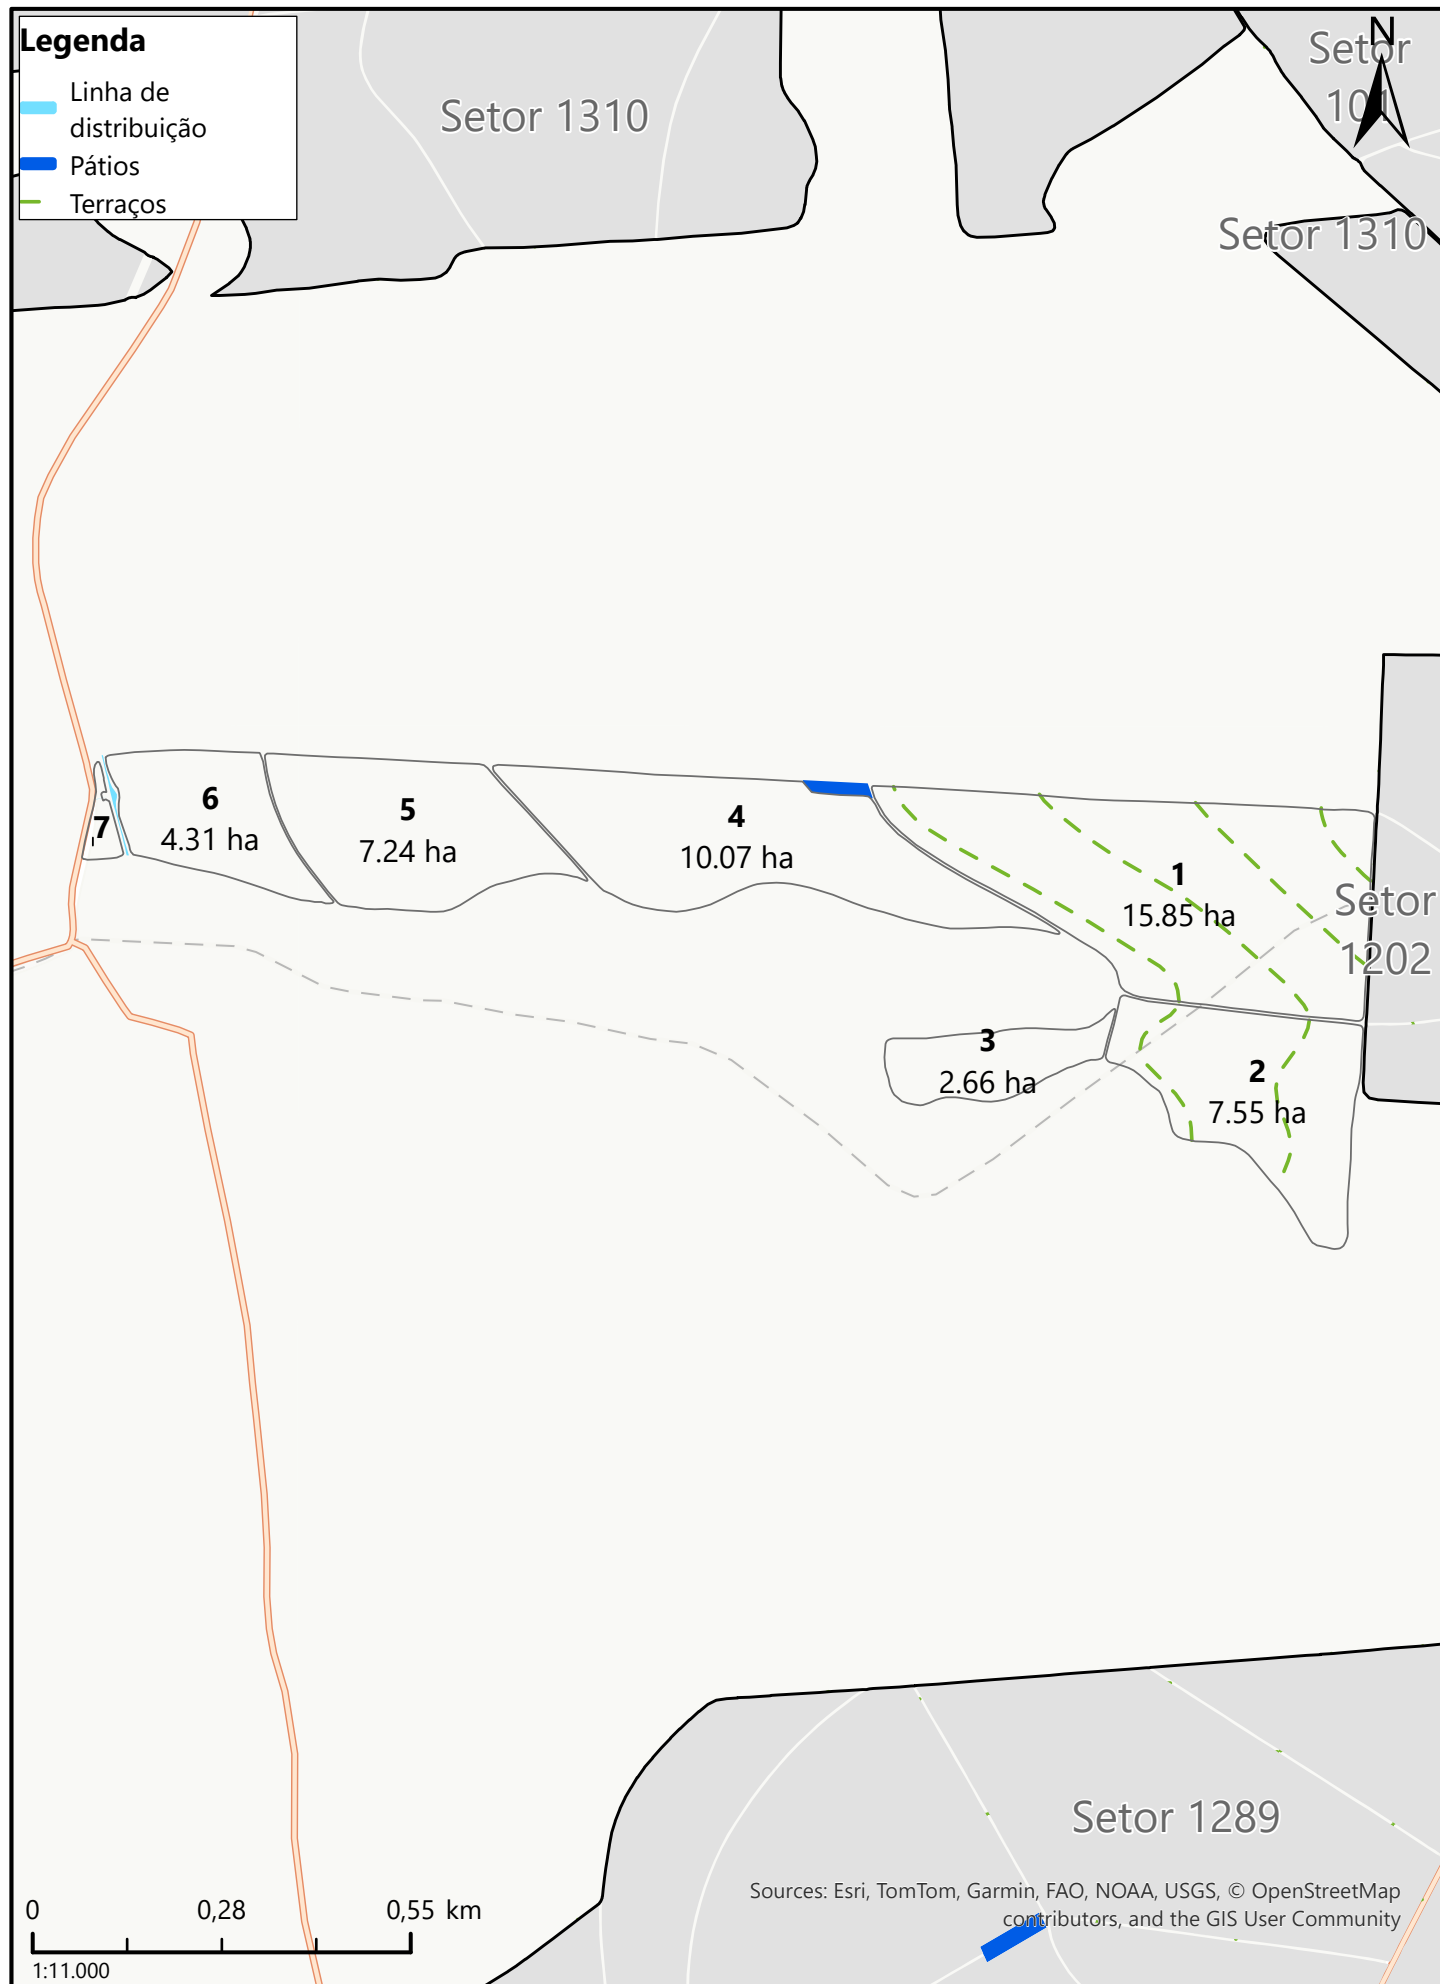 Legenda
Linha de
distribuição
Pátios
Terraços
Setor 1310
N
Setor
101
Setor 1310
6
4.31 ha
5
7.24 ha
4
10.07 ha
7
1
15.85 ha
Setor
1202
3
2.66 ha
2
7.55 ha
Setor 1289
Sources: Esri, TomTom, Garmin, FAO, NOAA, USGS, © OpenStreetMap
contributors, and the GIS User Community
0 0,28 0,55 km
1:11.000